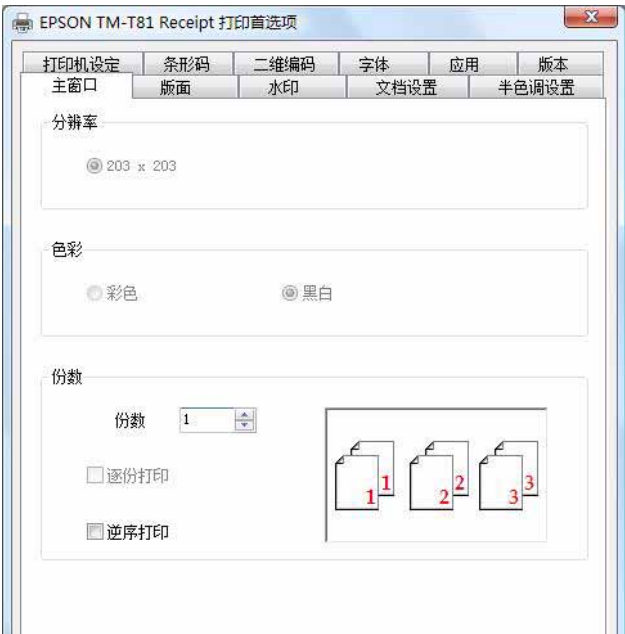 EPSON TM-T81 Receipt 打印首选项
打印机设定 条形码 二维编码 字体 应用 版本
主窗口 版面 水印 文档设置 半色调设置
分辨率
203 x 203
色彩
彩色 黑白
份数
份数 1
逐份打印
1 1 2 2 3 3
逆序打印